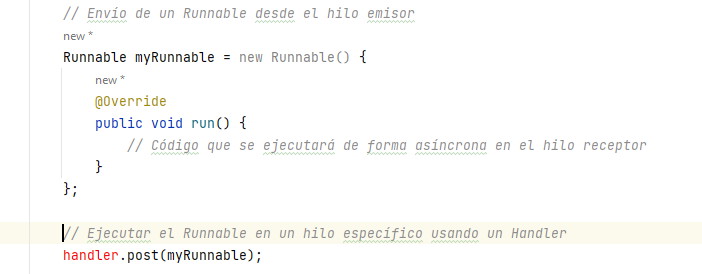 // Envío de un Runnable desde el hilo emisor
new *
Runnable myRunnable = new Runnable() {
new *
@Override
public void run() {
// Código que se ejecutará de forma asíncrona en el hilo receptor
}
};
// Ejecutar el Runnable en un hilo específico usando un Handler
handler.post(myRunnable);